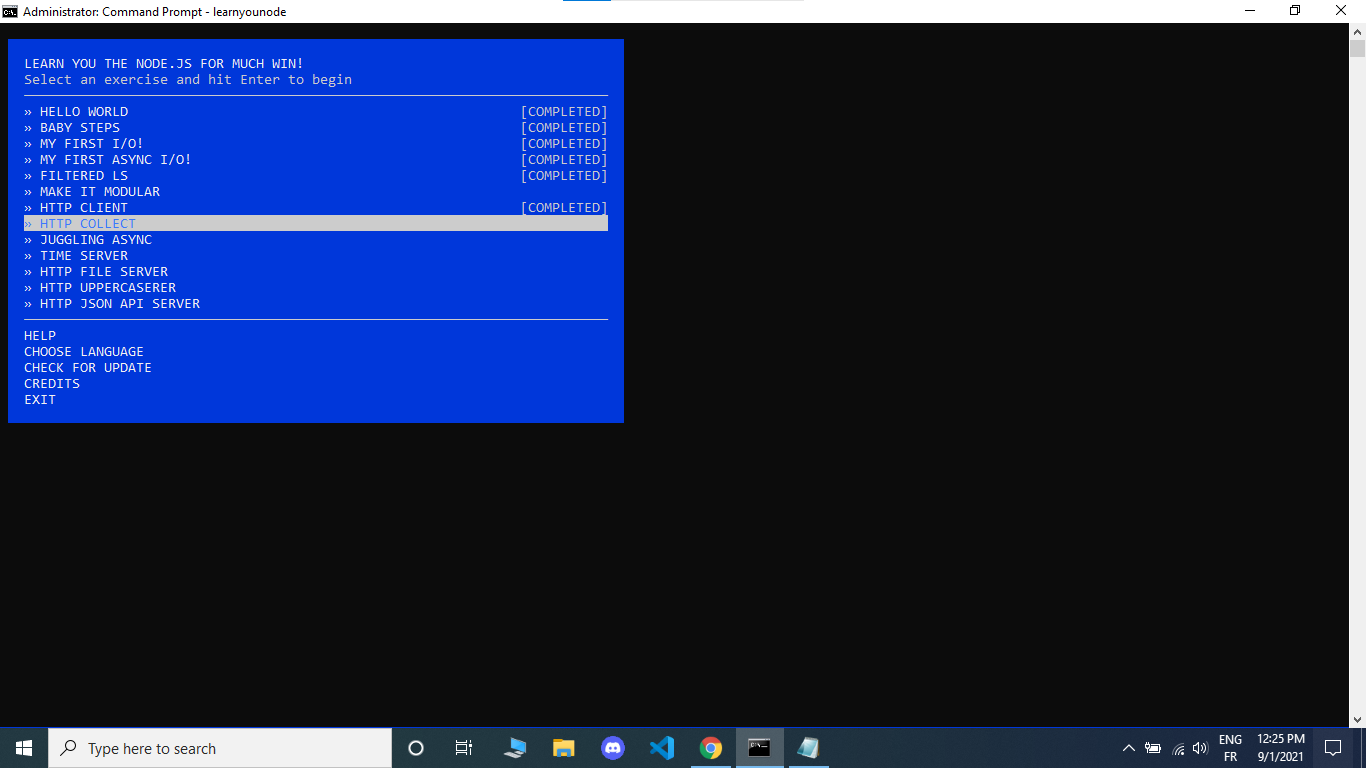 Administrator: Command Prompt - learnyounode
LEARN YOU THE NODE.JS FOR MUCH WIN!
Select an exercise and hit Enter to begin
» HELLO WORLD [COMPLETED]
» BABY STEPS [COMPLETED]
» MY FIRST I/O! [COMPLETED]
» MY FIRST ASYNC I/O! [COMPLETED]
» FILTERED LS [COMPLETED]
» MAKE IT MODULAR
» HTTP CLIENT [COMPLETED]
» HTTP COLLECT
» JUGGLING ASYNC
» TIME SERVER
» HTTP FILE SERVER
» HTTP UPPERCASERER
» HTTP JSON API SERVER
HELP
CHOOSE LANGUAGE
CHECK FOR UPDATE
CREDITS
EXIT
Type here to search
ENG
FR
12:25 PM
9/1/2021